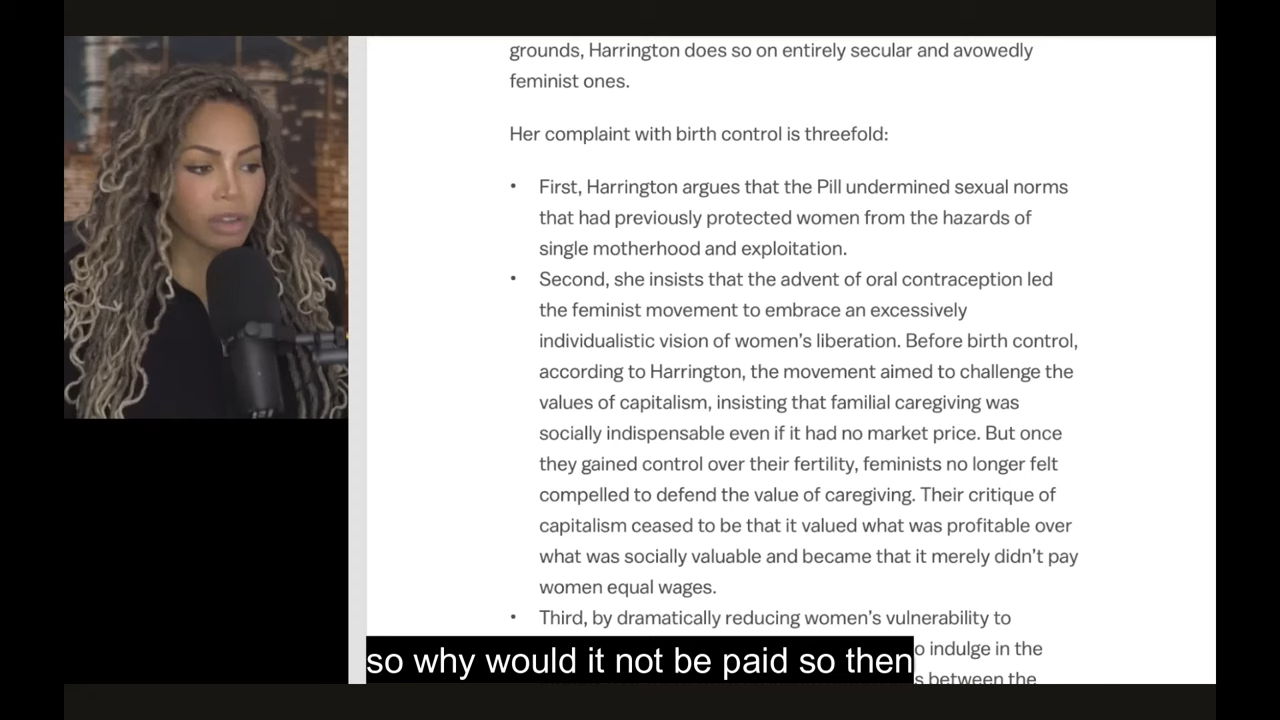 grounds, Harrington does so on entirely secular and avowedly
feminist ones.
Her complaint with birth control is threefold:
• First, Harrington argues that the Pill undermined sexual norms
that had previously protected women from the hazards of
single motherhood and exploitation.
• Second, she insists that the advent of oral contraception led
the feminist movement to embrace an excessively
individualistic vision of women’s liberation. Before birth control,
according to Harrington, the movement aimed to challenge the
values of capitalism, insisting that familial caregiving was
socially indispensable even if it had no market price. But once
they gained control over their fertility, feminists no longer felt
compelled to defend the value of caregiving. Their critique of
capitalism ceased to be that it valued what was profitable over
what was socially valuable and became that it merely didn’t pay
women equal wages.
• Third, by dramatically reducing women’s vulnerability to
o indulge in the
s between the
so why would it not be paid so then